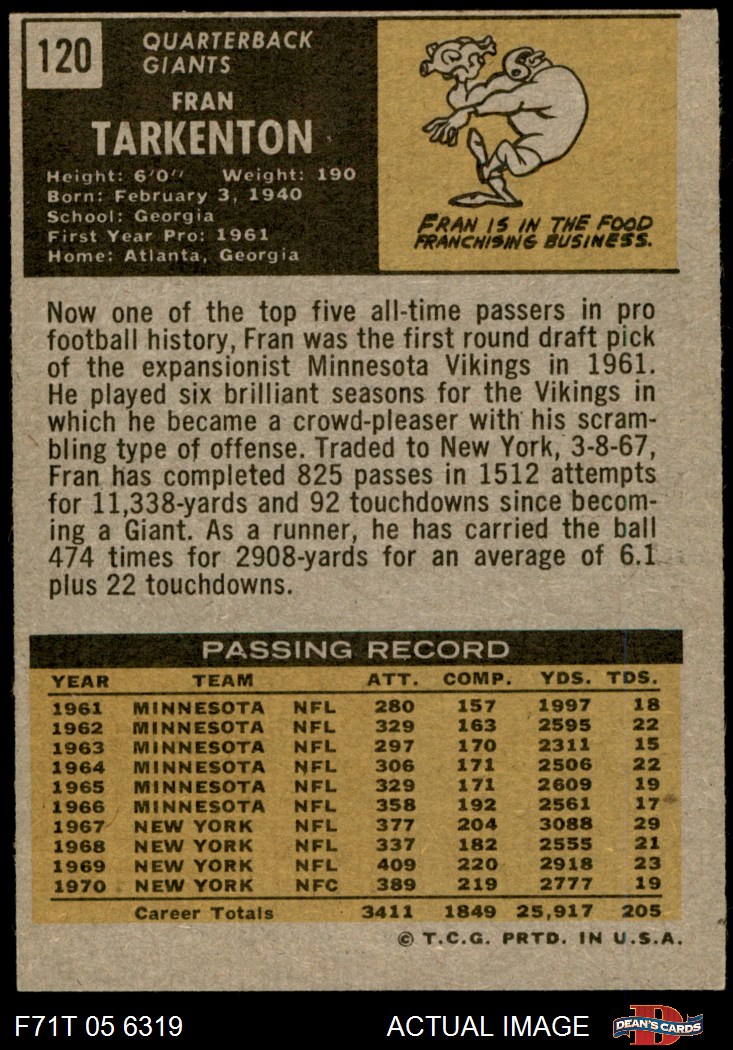 120
QUARTERBACK
GIANTS
FRAN
TARKENTON
Height: 6'0" Weight: 190
Born: February 3, 1940
School: Georgia
First Year Pro: 1961
Home: Atlanta, Georgia
FRAN IS IN THE FOOD
FRANCHISING BUSINESS.
Now one of the top five all-time passers in pro
football history, Fran was the first round draft pick
of the expansionist Minnesota Vikings in 1961.
He played six brilliant seasons for the Vikings in
which he became a crowd-pleaser with his scram-
bling type of offense. Traded to New York, 3-8-67,
Fran has completed 825 passes in 1512 attempts
for 11,338-yards and 92 touchdowns since becom-
ing a Giant. As a runner, he has carried the ball
474 times for 2908-yards for an average of 6.1
plus 22 touchdowns.
PASSING RECORD
YEAR TEAM ATT. COMP. YDS. TDS.
1961 MINNESOTA NFL 280 157 1997 18
1962 MINNESOTA NFL 329 163 2595 22
1963 MINNESOTA NFL 297 170 2311 15
1964 MINNESOTA NFL 306 171 2506 22
1965 MINNESOTA NFL 329 171 2609 19
1966 MINNESOTA NFL 358 192 2561 17
1967 NEW YORK NFL 377 204 3088 29
1968 NEW YORK NFL 337 182 2555 21
1969 NEW YORK NFL 409 220 2918 23
1970 NEW YORK NFC 389 219 2777 19
Career Totals 3411 1849 25,917 205
© T.C.G. PRTD. IN U.S.A.
F71T 05 6319 ACTUAL IMAGE DEAN'S CARDS